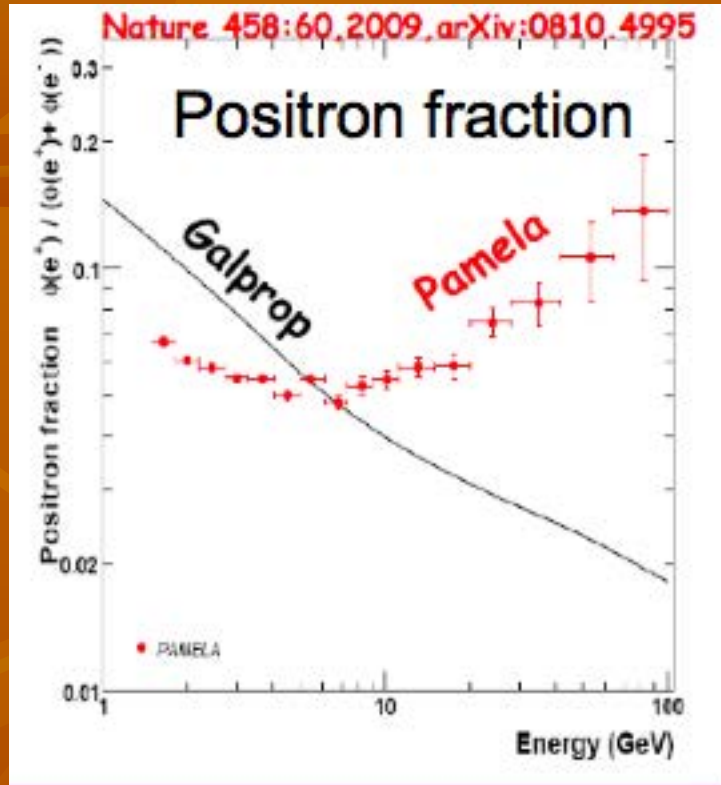 Nature 458:60,2009,arXiv:0810.4995
Positron fraction
Galprop
Pamela
Positron fraction ϕ(e⁺) / (ϕ(e⁺)+ ϕ(e⁻))
0.3
0.2
0.1
0.02
0.01
PAMELA
1
10
100
Energy (GeV)